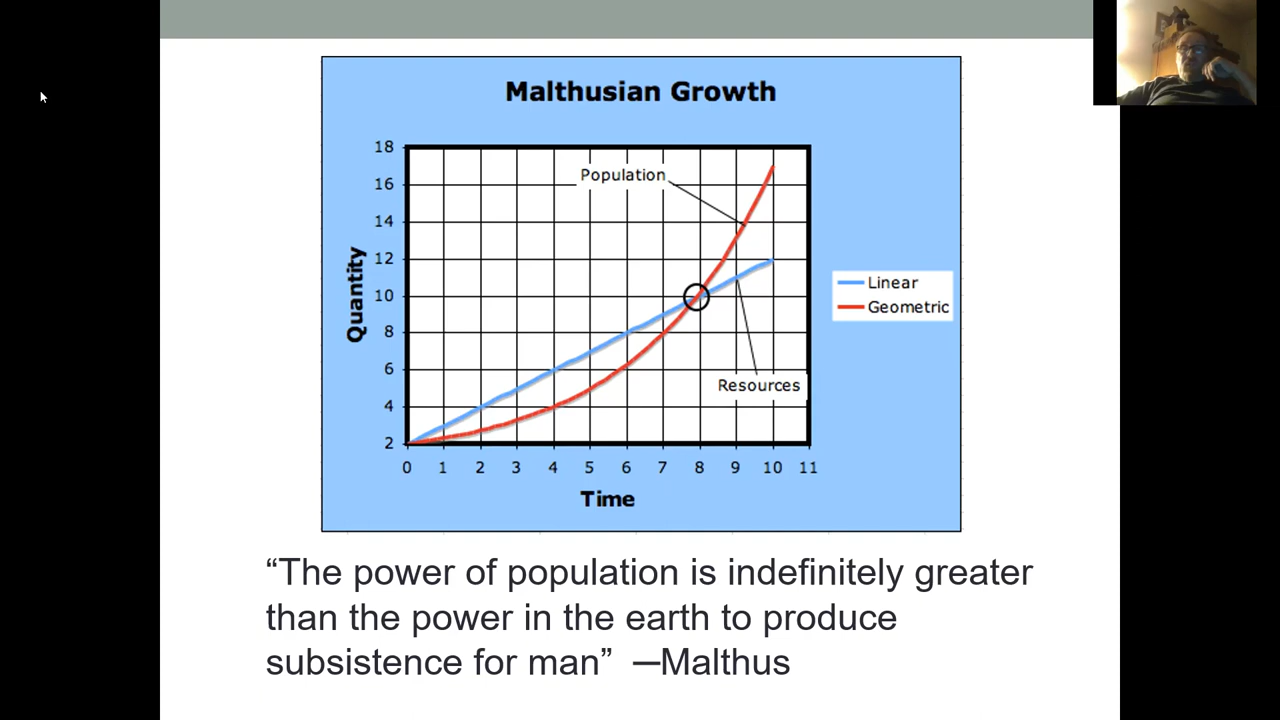 Malthusian Growth
18
16
14
12
10
8
6
4
2
Quantity
Population
Resources
0 1 2 3 4 5 6 7 8 9 10 11
Time
Linear
Geometric
“The power of population is indefinitely greater
than the power in the earth to produce
subsistence for man” —Malthus